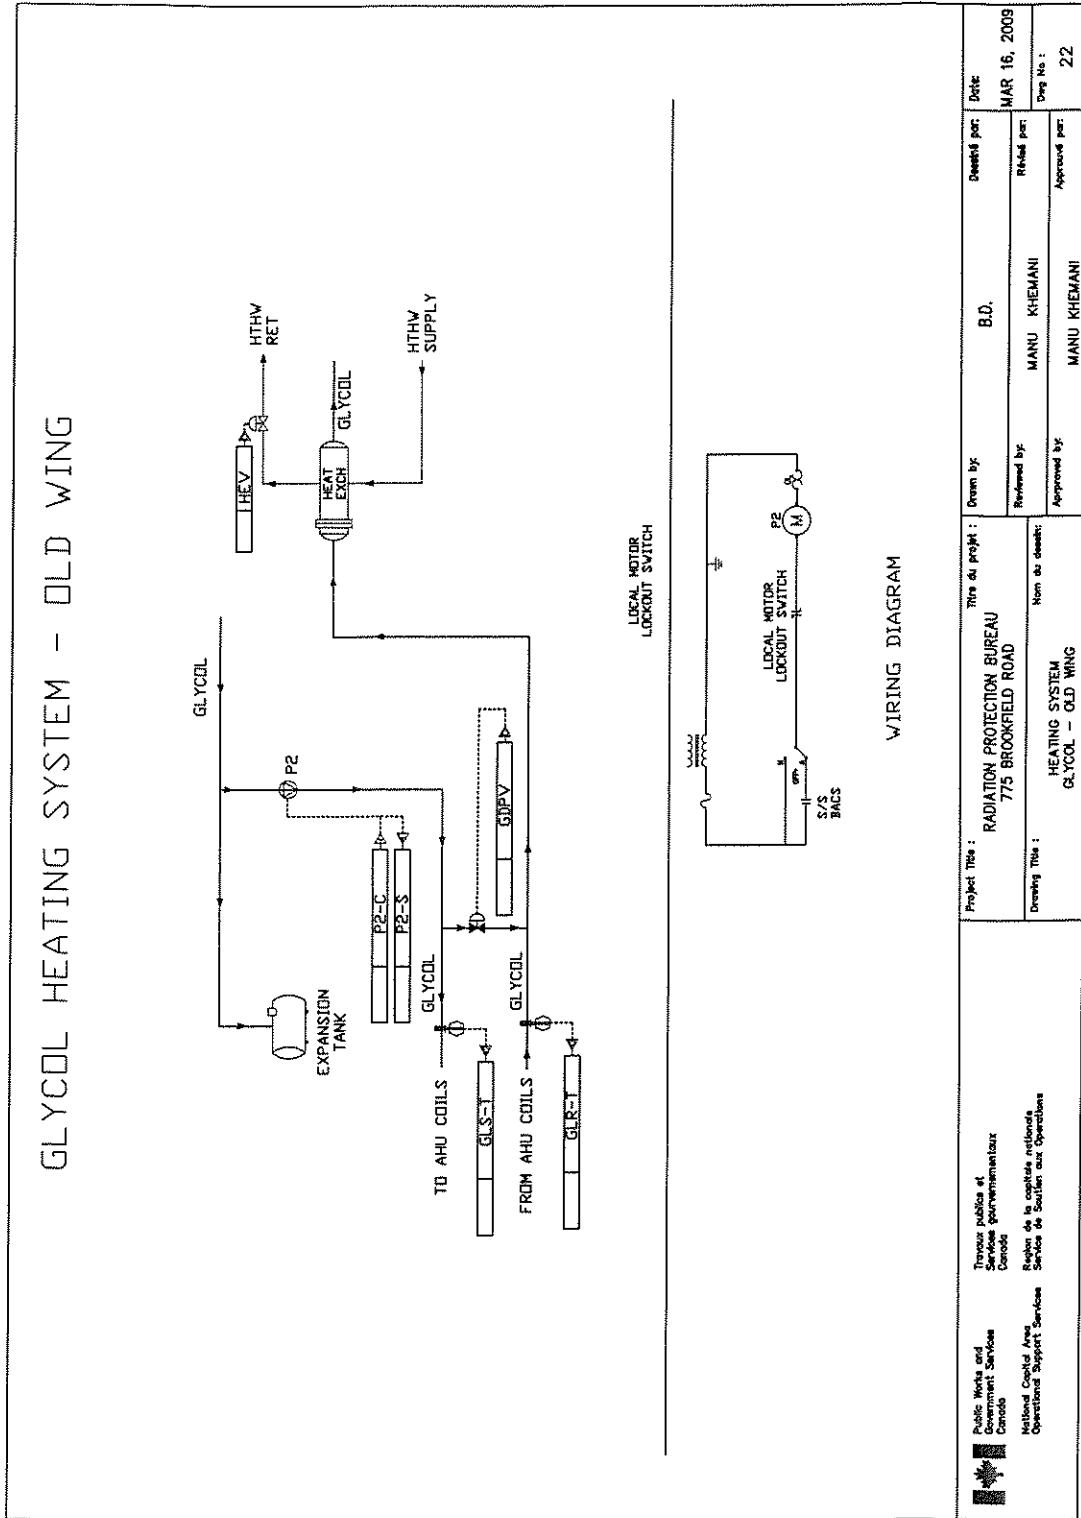 GLYCOL HEATING SYSTEM - OLD WING
GLYCOL
EXPANSION
TANK
P2
P2-C
P2-S
HEV
HTHW
RET
HEAT
EXCH
GLYCOL
HTHW
SUPPLY
GLYCOL
GDPV
TO AHU COILS
GLS-T
GLYCOL
FROM AHU COILS
GLR-T
LOCAL MOTOR
LOCKOUT SWITCH
S/S
BACS
H
OFF
A
LOCAL MOTOR
LOCKOUT SWITCH
P2
M
WIRING DIAGRAM
Public Works and
Government Services
Canada
Travaux publics et
Services gouvernementaux
Canada
National Capital Area
Operational Support Services
Region de la capitale nationale
Service de Soutien aux Operations
Project Title :
Titre du projet :
RADIATION PROTECTION BUREAU
775 BROOKFIELD ROAD
Drawing Title :
Nom du dessin:
HEATING SYSTEM
GLYCOL - OLD WING
Drawn by:
Dessiné par:
B.D.
Reviewed by:
Révisé par:
MANU KHEMANI
Approved by:
Approuvé par:
MANU KHEMANI
Date:
MAR 16, 2009
Dwg No :
22